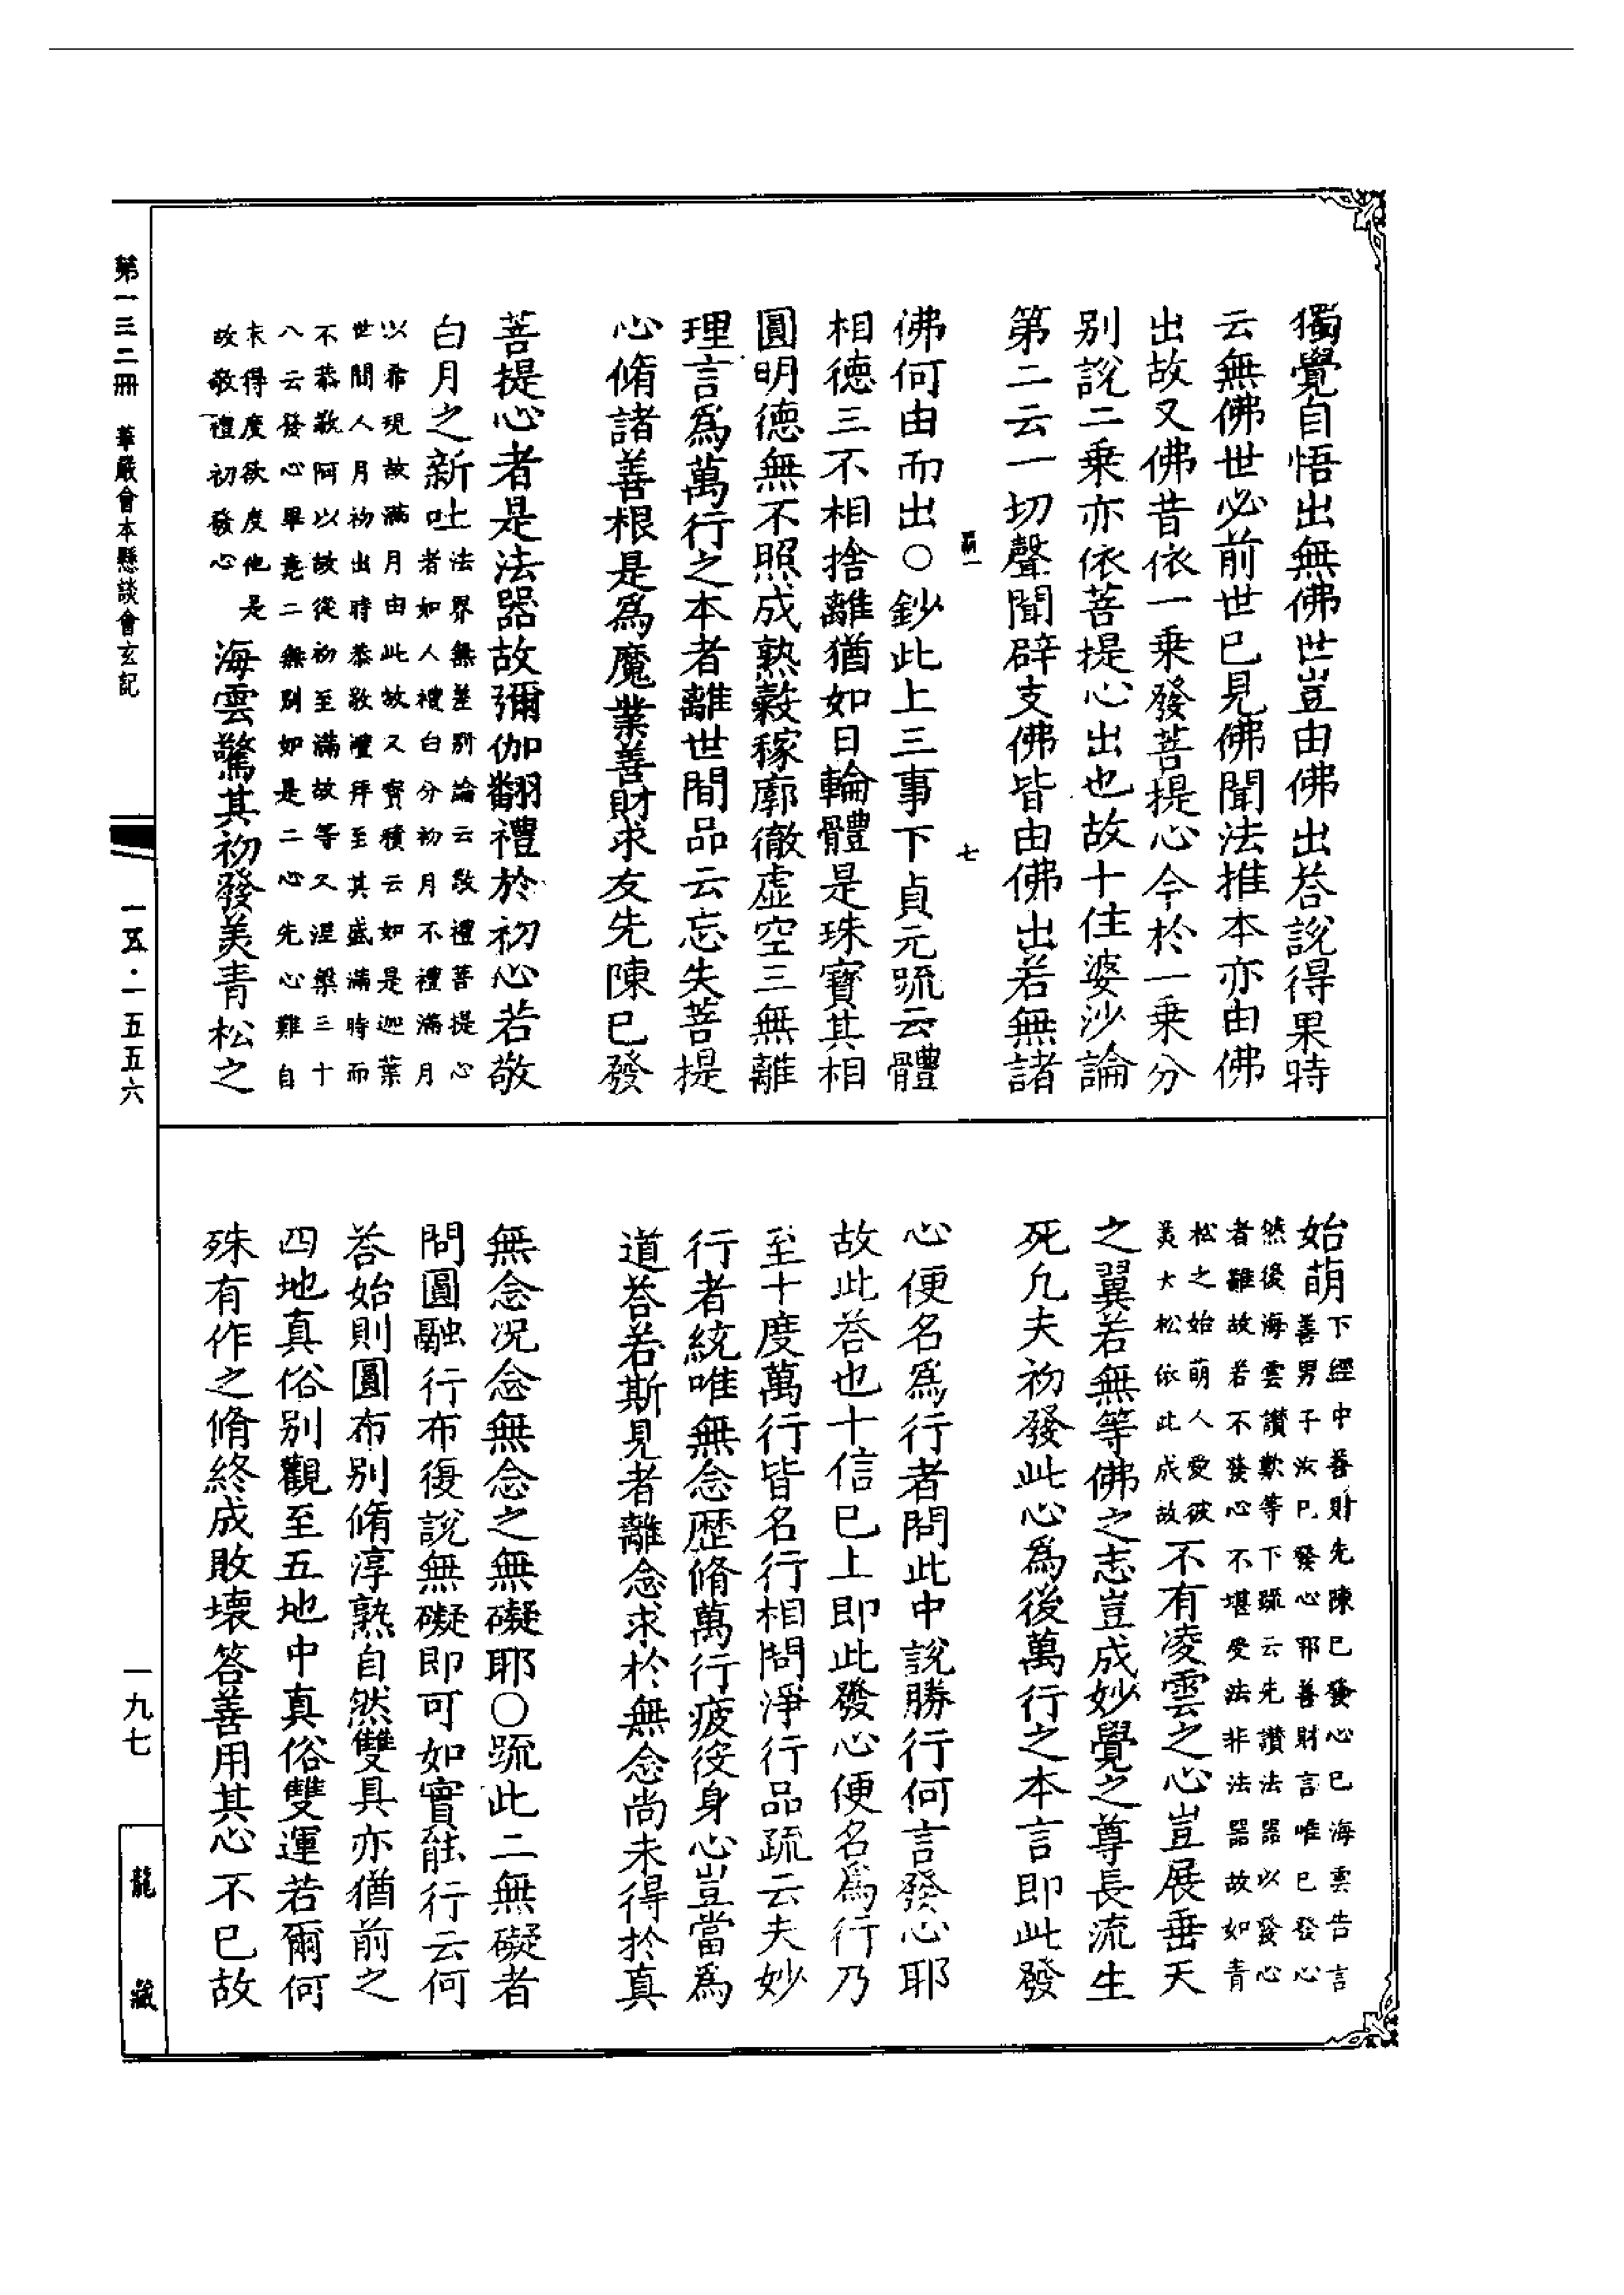 獨覺自悟出無佛世豈由佛出荅說得果時
云無佛世必前世已見佛聞法推本亦由佛
出故又佛昔依一乘發菩提心今於一乘分
別說二乘亦依菩提心出也故十住婆沙論
第二云一切聲聞辟支佛皆由佛出若無諸
七
佛何由而出○鈔此上三事下貞元疏云體
相德三不相捨離猶如日輪體是珠寶其相
圓明德無不照成熟穀稼廓徹虛空三無離
理言爲萬行之本者離世間品云忘失菩提
心脩諸善根是爲魔業善財求友先陳已發
菩提心者是法器故彌伽翻禮於初心若敬
白月之新吐法界無差別論云敬禮菩提心
者如人禮白分初月不禮滿月
以希現故滿月由此故又寶積云如是迦葉
世間人月初出時恭敬禮拜至其盛滿時而
不恭敬何以故從初至滿故等又涅槃三十
八云發心畢竟二無別如是二心先心難自
未得度欲度他是
故敬禮初發心
海雲驚其初發美青松之
始萌下經中善財先陳已發心已海雲告言
善男子汝已發心耶善財言唯已發心
然後海雲讚歎等下疏云先讚法器以發心
者難故若不發心不堪受法非法器故如青
松之始萌人愛彼
美大松依此成故
不有凌雲之心豈展垂天
之翼若無等佛之志豈成妙覺之尊長流生
死凡夫初發此心爲後萬行之本言即此發
心便名爲行者問此中說勝行何言發心耶
故此荅也十信已上即此發心便名爲行乃
至十度萬行皆名行相問淨行品疏云夫妙
行者統唯無念歷脩萬行疲役身心豈當爲
道荅若斯見者離念求於無念尚未得於真
無念况念無念之無礙耶○疏此二無礙者
問圓融行布復說無礙即可如實能行云何
荅始則圓布別脩淳熟自然雙具亦猶前之
四地真俗別觀至五地中真俗雙運若爾何
殊有作之脩終成敗壞答善用其心不已故
第一三二冊 華嚴會本懸談會玄記
一五·一五五六
一九七
龍藏